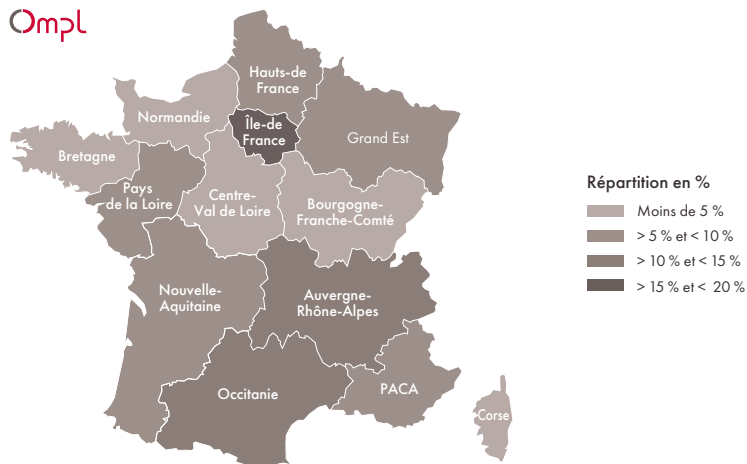 Ompl
Hauts-de
France
Normandie
Île-de
France
Grand Est
Bretagne
Pays
de la Loire
Centre-
Val de Loire
Bourgogne-
Franche-Comté
Nouvelle-
Aquitaine
Auvergne-
Rhône-Alpes
Occitanie
PACA
Corse
Répartition en %
Moins de 5 %
> 5 % et < 10 %
> 10 % et < 15 %
> 15 % et < 20 %